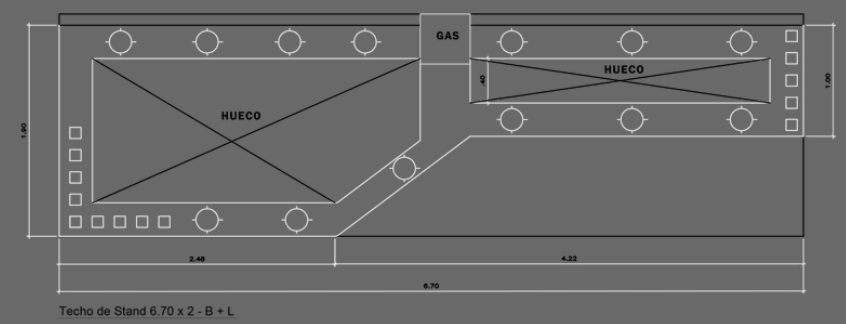 GAS
HUECO
HUECO
.40
1.00
1.90
2.48
4.22
6.70
Techo de Stand 6.70 x 2 - B + L